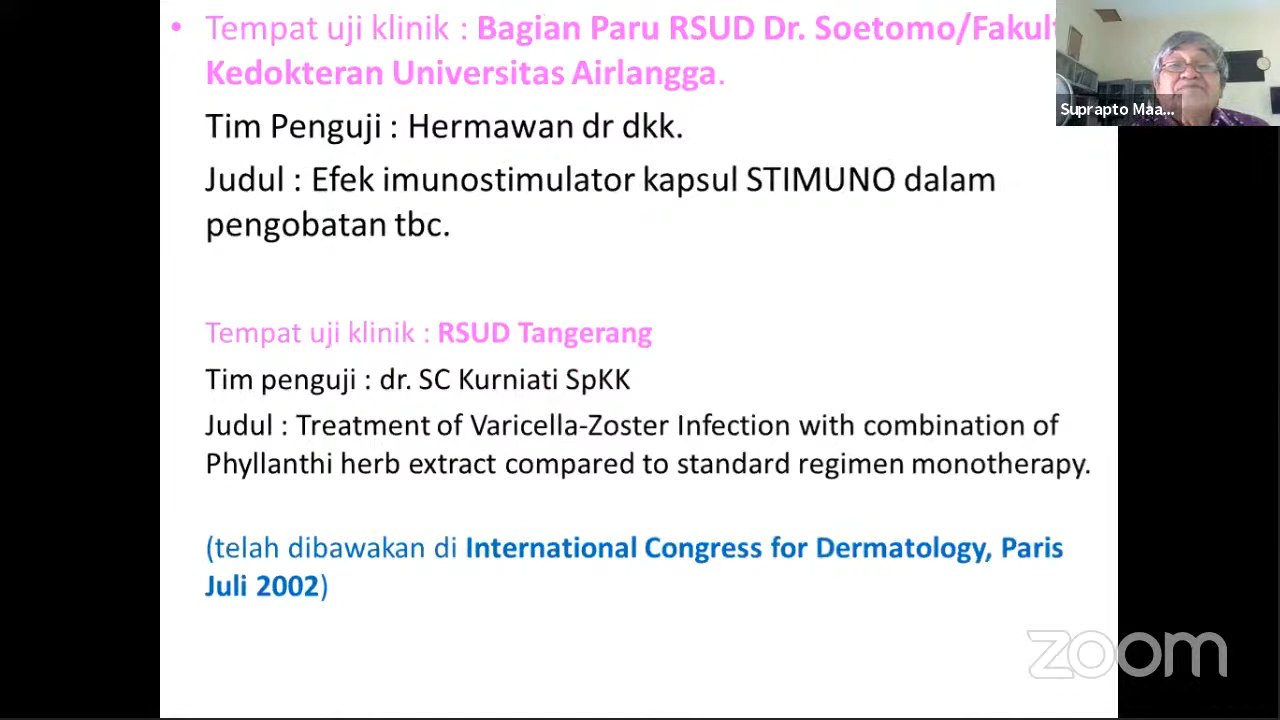 • Tempat uji klinik : Bagian Paru RSUD Dr. Soetomo/Fakult
Kedokteran Universitas Airlangga.
Tim Penguji : Hermawan dr dkk.
Judul : Efek imunostimulator kapsul STIMUNO dalam
pengobatan tbc.
Tempat uji klinik : RSUD Tangerang
Tim penguji : dr. SC Kurniati SpKK
Judul : Treatment of Varicella-Zoster Infection with combination of
Phyllanthi herb extract compared to standard regimen monotherapy.
(telah dibawakan di International Congress for Dermatology, Paris
Juli 2002)
Suprapto Maa...
zoom